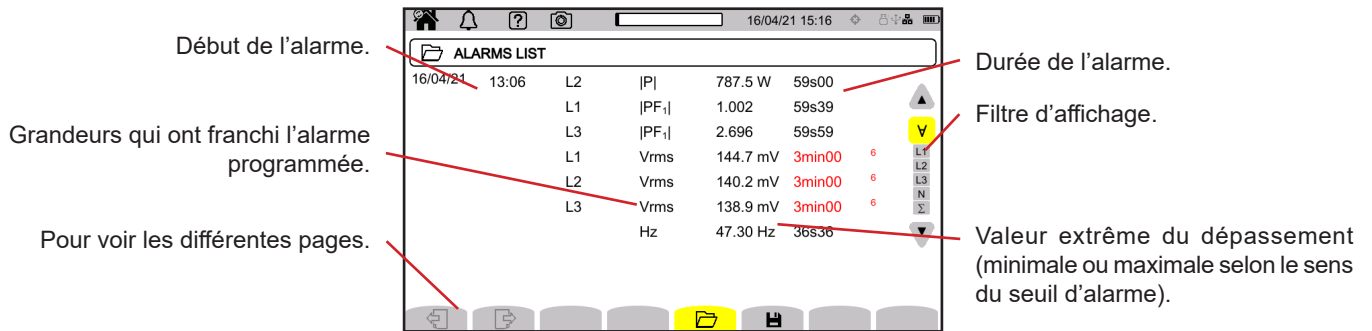 16/04/21 15:16
ALARMS LIST
16/04/21 13:06 L2 |P| 787.5 W 59s00
L1 |PF₁| 1.002 59s39
L3 |PF₁| 2.696 59s59
L1 Vrms 144.7 mV 3min00 6
L2 Vrms 140.2 mV 3min00 6
L3 Vrms 138.9 mV 3min00 6
Hz 47.30 Hz 36s36
∀
L1
L2
L3
N
Σ
Début de l’alarme.
Grandeurs qui ont franchi l’alarme
programmée.
Pour voir les différentes pages.
Durée de l’alarme.
Filtre d’affichage.
Valeur extrême du dépassement
(minimale ou maximale selon le sens
du seuil d’alarme).